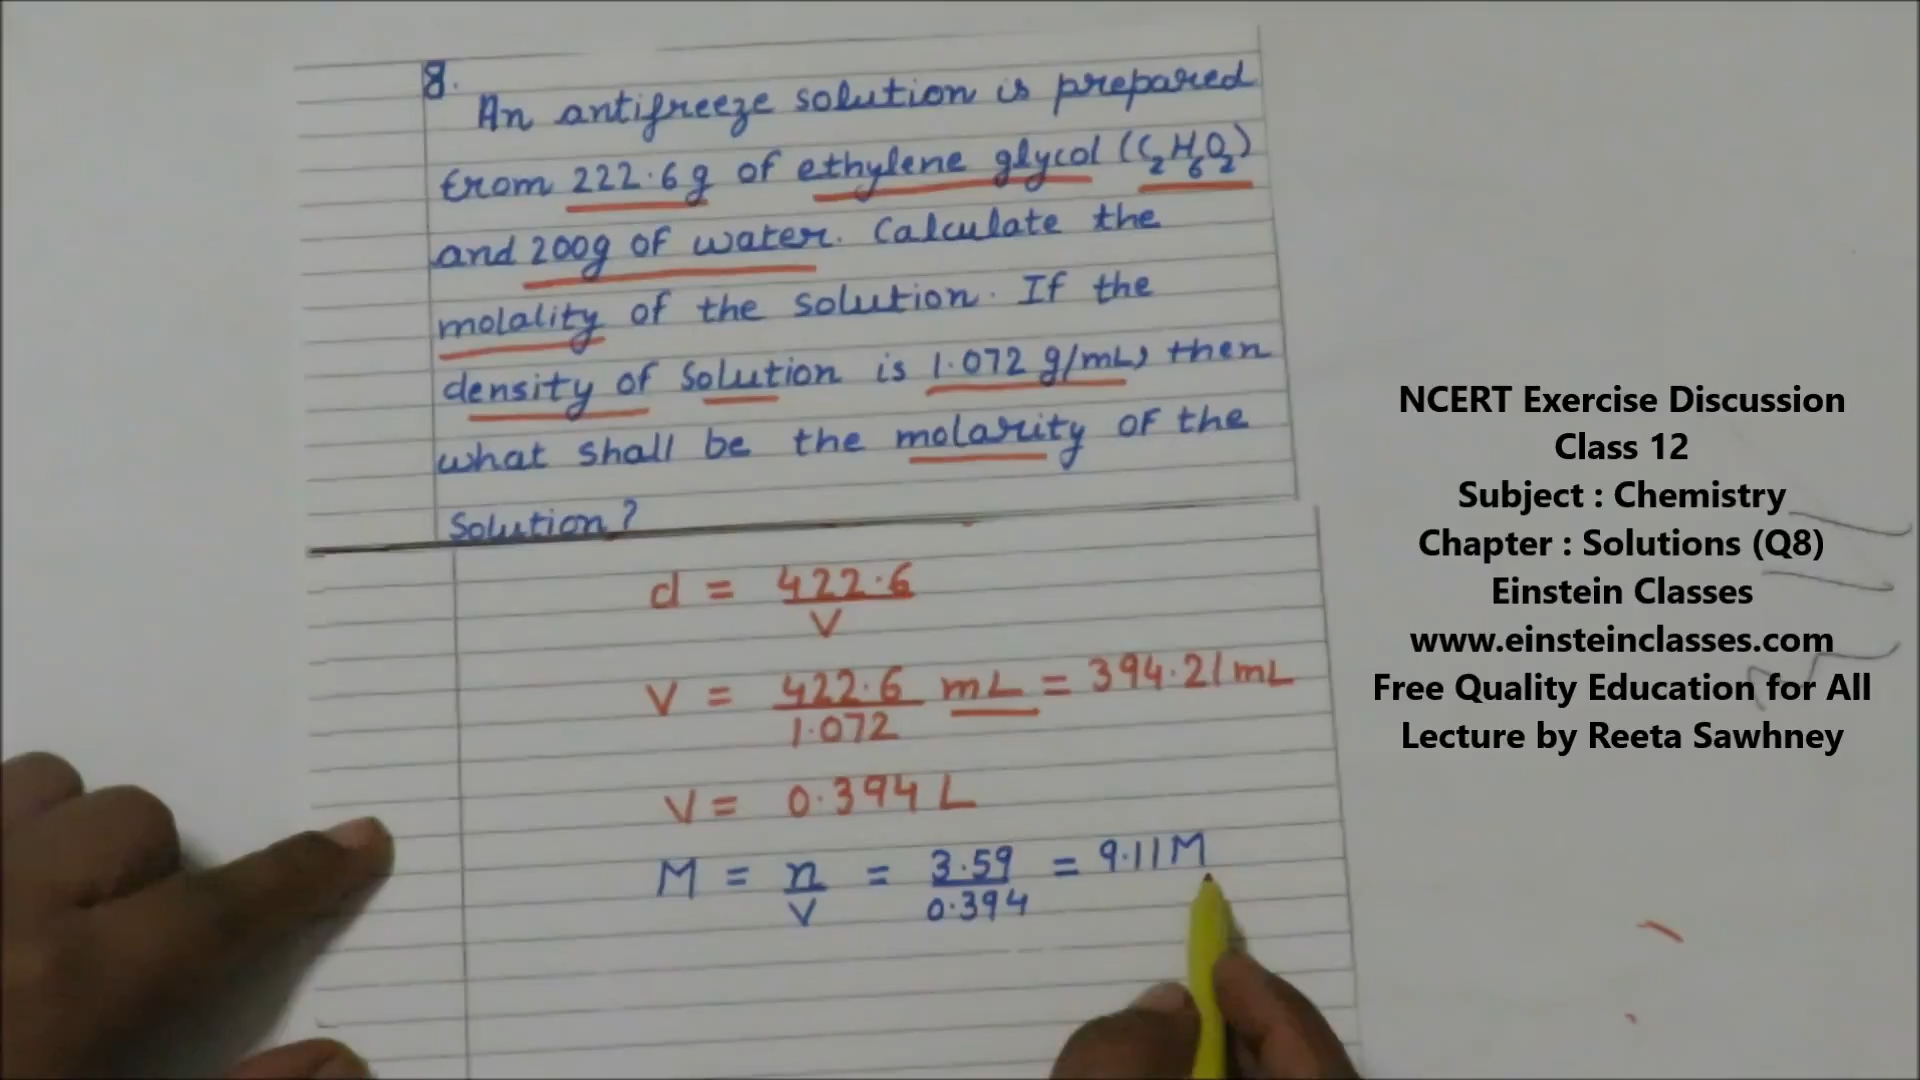 8.
An antifreeze solution is prepared
from 222.6g of ethylene glycol (C₂H₆O₂)
and 200g of water. Calculate the
molality of the solution. If the
density of solution is 1.072 g/mL, then
what shall be the molarity of the
solution?
d = 422.6/V
V = 422.6/1.072 mL = 394.21 mL
V = 0.394 L
M = n/V = 3.59/0.394 = 9.11 M
NCERT Exercise Discussion
Class 12
Subject : Chemistry
Chapter : Solutions (Q8)
Einstein Classes
www.einsteinclasses.com
Free Quality Education for All
Lecture by Reeta Sawhney